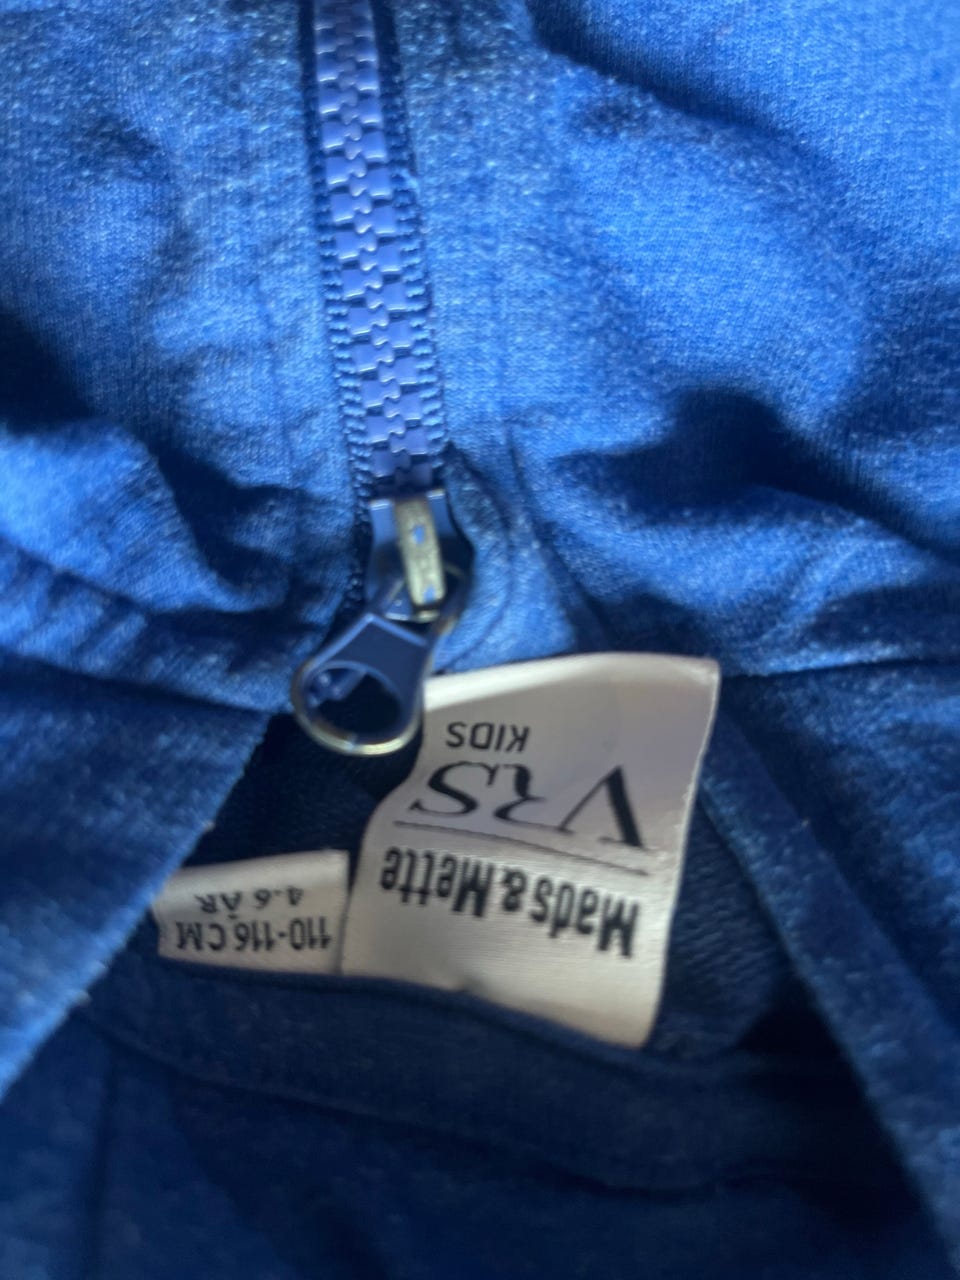 Mads & Mette
VRS
KIDS
110-116 CM
4-6 ÅR